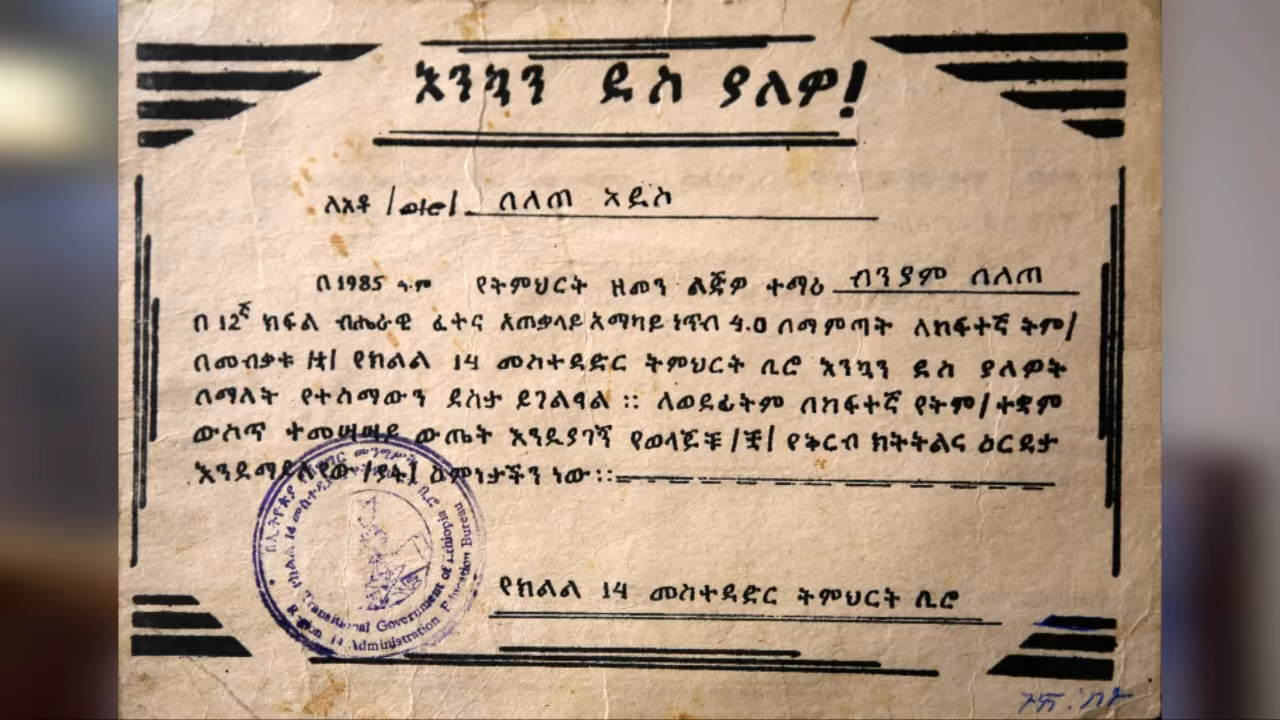 እንኳን ደስ ያለዎ!
ለአቶ /ወ/ሮ/ በለጠ አዲስ
በ1985 ዓ.ም የትምህርት ዘመን ልጅዎ ተማሪ ብንያም በለጠ
በ 12ኛ ክፍል ብሔራዊ ፈተና አጠቃላይ አማካይ ነጥብ 4.0 በማምጣት ለከፍተኛ ትም/
በመብቃቱ /ቷ/ የክልል 14 መስተዳድር ትምህርት ቢሮ እንኳን ደስ ያለዎት
በማለት የተሰማውን ደስታ ይገልፃል ። ለወደፊትም በከፍተኛ የትም/ተቋም
ውስጥ ተመሣሣይ ውጤት እንዲያገኝ የወላጆቹ /ቿ/ የቅርብ ክትትልና ዕርዳታ
እንደማይለየው /ያት/ ዕምነታችን ነው ።
የክልል 14 መስተዳድር ትምህርት ቢሮ
Transitional Government of Ethiopia
Region 14 Administration Education Bureau